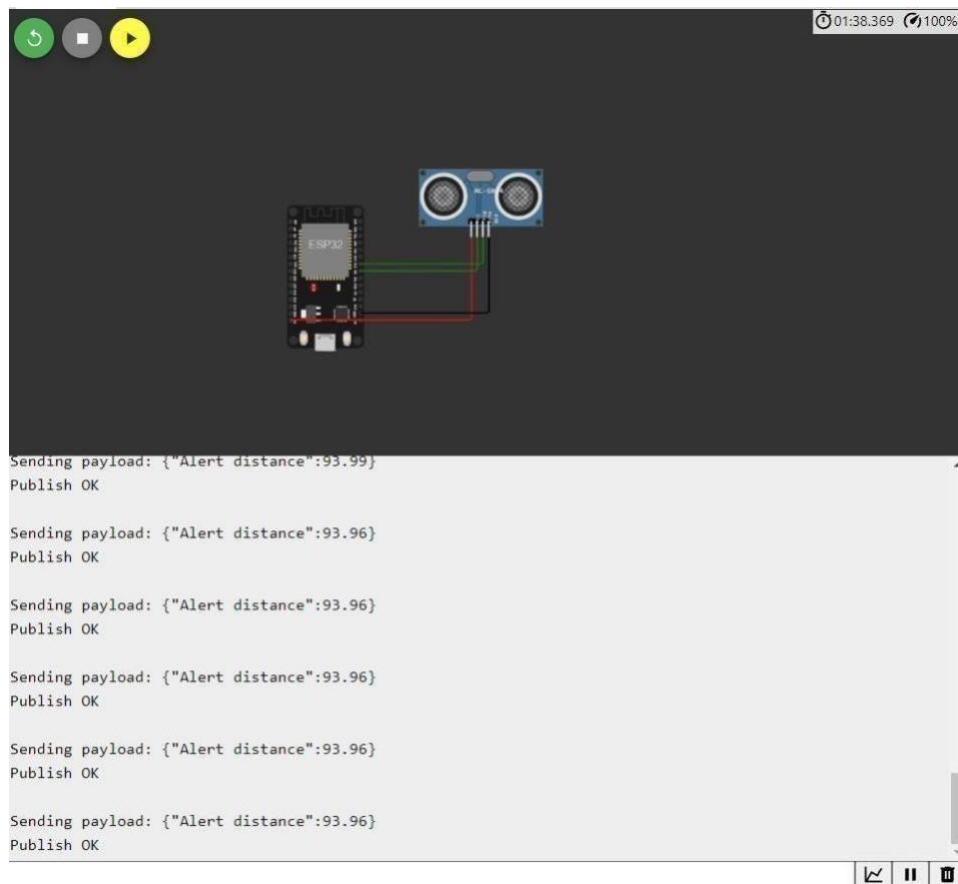 01:38.369 100%
ESP32
Sending payload: {"Alert distance":93.99}
Publish OK
Sending payload: {"Alert distance":93.96}
Publish OK
Sending payload: {"Alert distance":93.96}
Publish OK
Sending payload: {"Alert distance":93.96}
Publish OK
Sending payload: {"Alert distance":93.96}
Publish OK
Sending payload: {"Alert distance":93.96}
Publish OK